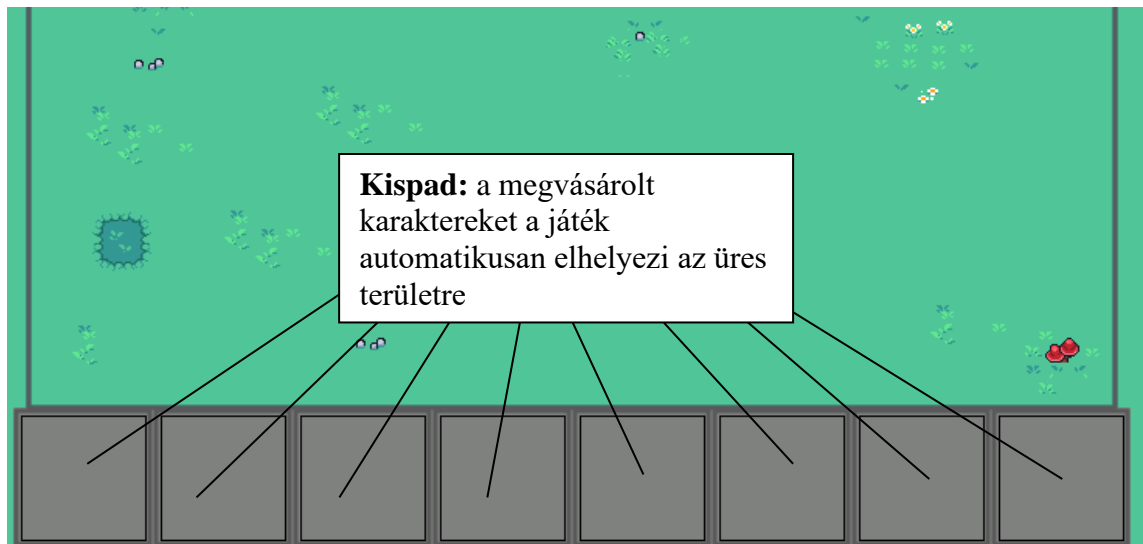 Kispad: a megvásárolt
karaktereket a játék
automatikusan elhelyezi az üres
területre